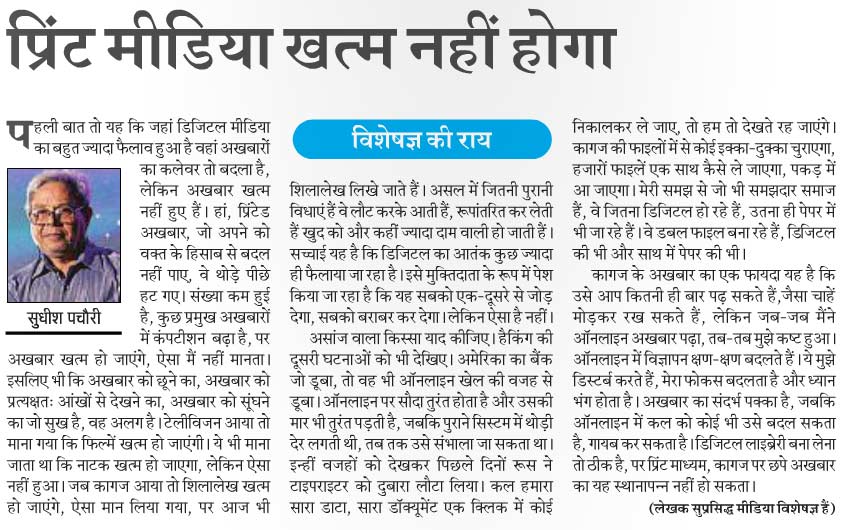 प्रिंट मीडिया खत्म नहीं होगा
पहली बात तो यह कि जहां डिजिटल मीडिया
का बहुत ज्यादा फैलाव हुआ है वहां अखबारों
का कलेवर तो बदला है,
लेकिन अखबार खत्म
नहीं हुए हैं। हां, प्रिंटेड
अखबार, जो अपने को
वक्त के हिसाब से बदल
नहीं पाए, वे थोड़े पीछे
हट गए। संख्या कम हुई
है, कुछ प्रमुख अखबारों
में कंपटीशन बढ़ा है, पर
सुधीश पचौरी
अखबार खत्म हो जाएंगे, ऐसा मैं नहीं मानता।
इसलिए भी कि अखबार को छूने का, अखबार को
प्रत्यक्षतः आंखों से देखने का, अखबार को सूंघने
का जो सुख है, वह अलग है। टेलीविजन आया तो
माना गया कि फिल्में खत्म हो जाएंगी। ये भी माना
जाता था कि नाटक खत्म हो जाएगा, लेकिन ऐसा
नहीं हुआ। जब कागज आया तो शिलालेख खत्म
हो जाएंगे, ऐसा मान लिया गया, पर आज भी
विशेषज्ञ की राय
शिलालेख लिखे जाते हैं। असल में जितनी पुरानी
विधाएं हैं वे लौट करके आती हैं, रूपांतरित कर लेती
हैं खुद को और कहीं ज्यादा दाम वाली हो जाती हैं।
सच्चाई यह है कि डिजिटल का आतंक कुछ ज्यादा
ही फैलाया जा रहा है। इसे मुक्तिदाता के रूप में पेश
किया जा रहा है कि यह सबको एक-दूसरे से जोड़
देगा, सबको बराबर कर देगा। लेकिन ऐसा है नहीं।
असांज वाला किस्सा याद कीजिए। हैकिंग की
दूसरी घटनाओं को भी देखिए। अमेरिका का बैंक
जो डूबा, तो वह भी ऑनलाइन खेल की वजह से
डूबा। ऑनलाइन पर सौदा तुरंत होता है और उसकी
मार भी तुरंत पड़ती है, जबकि पुराने सिस्टम में थोड़ी
देर लगती थी, तब तक उसे संभाला जा सकता था।
इन्हीं वजहों को देखकर पिछले दिनों रूस ने
टाइपराइटर को दुबारा लौटा लिया। कल हमारा
सारा डाटा, सारा डॉक्यूमेंट एक क्लिक में कोई
निकालकर ले जाए, तो हम तो देखते रह जाएंगे।
कागज की फाइलों में से कोई इक्का-दुक्का चुराएगा,
हजारों फाइलें एक साथ कैसे ले जाएगा, पकड़ में
आ जाएगा। मेरी समझ से जो भी समझदार समाज
हैं, वे जितना डिजिटल हो रहे हैं, उतना ही पेपर में
भी जा रहे हैं। वे डबल फाइल बना रहे हैं, डिजिटल
की भी और साथ में पेपर की भी।
कागज के अखबार का एक फायदा यह है कि
उसे आप कितनी ही बार पढ़ सकते हैं,जैसा चाहें
मोड़कर रख सकते हैं, लेकिन जब-जब मैंने
ऑनलाइन अखबार पढ़ा, तब-तब मुझे कष्ट हुआ।
ऑनलाइन में विज्ञापन क्षण-क्षण बदलते हैं। ये मुझे
डिस्टर्ब करते हैं, मेरा फोकस बदलता है और ध्यान
भंग होता है। अखबार का संदर्भ पक्का है, जबकि
ऑनलाइन में कल को कोई भी उसे बदल सकता
है, गायब कर सकता है। डिजिटल लाइब्रेरी बना लेना
तो ठीक है, पर प्रिंट माध्यम, कागज पर छपे अखबार
का यह स्थानापन्न नहीं हो सकता।
(लेखक सुप्रसिद्ध मीडिया विशेषज्ञ हैं)